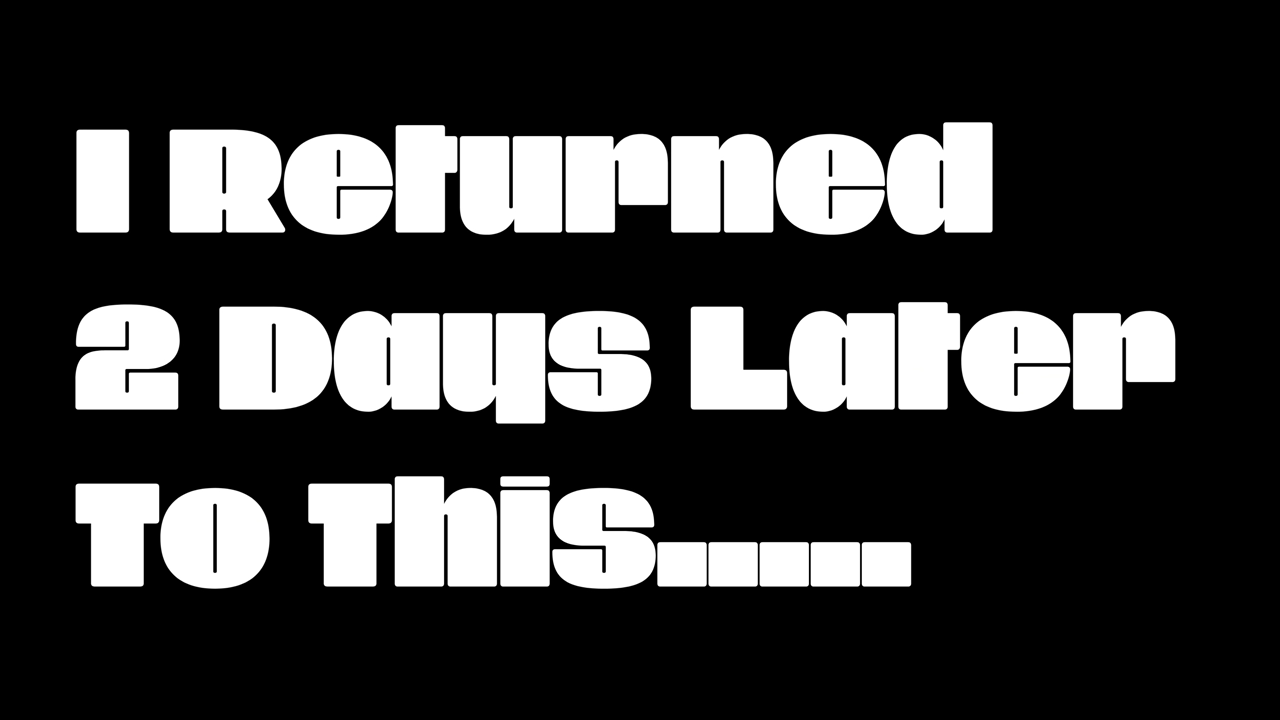 I Returned
2 Days Later
To This.....